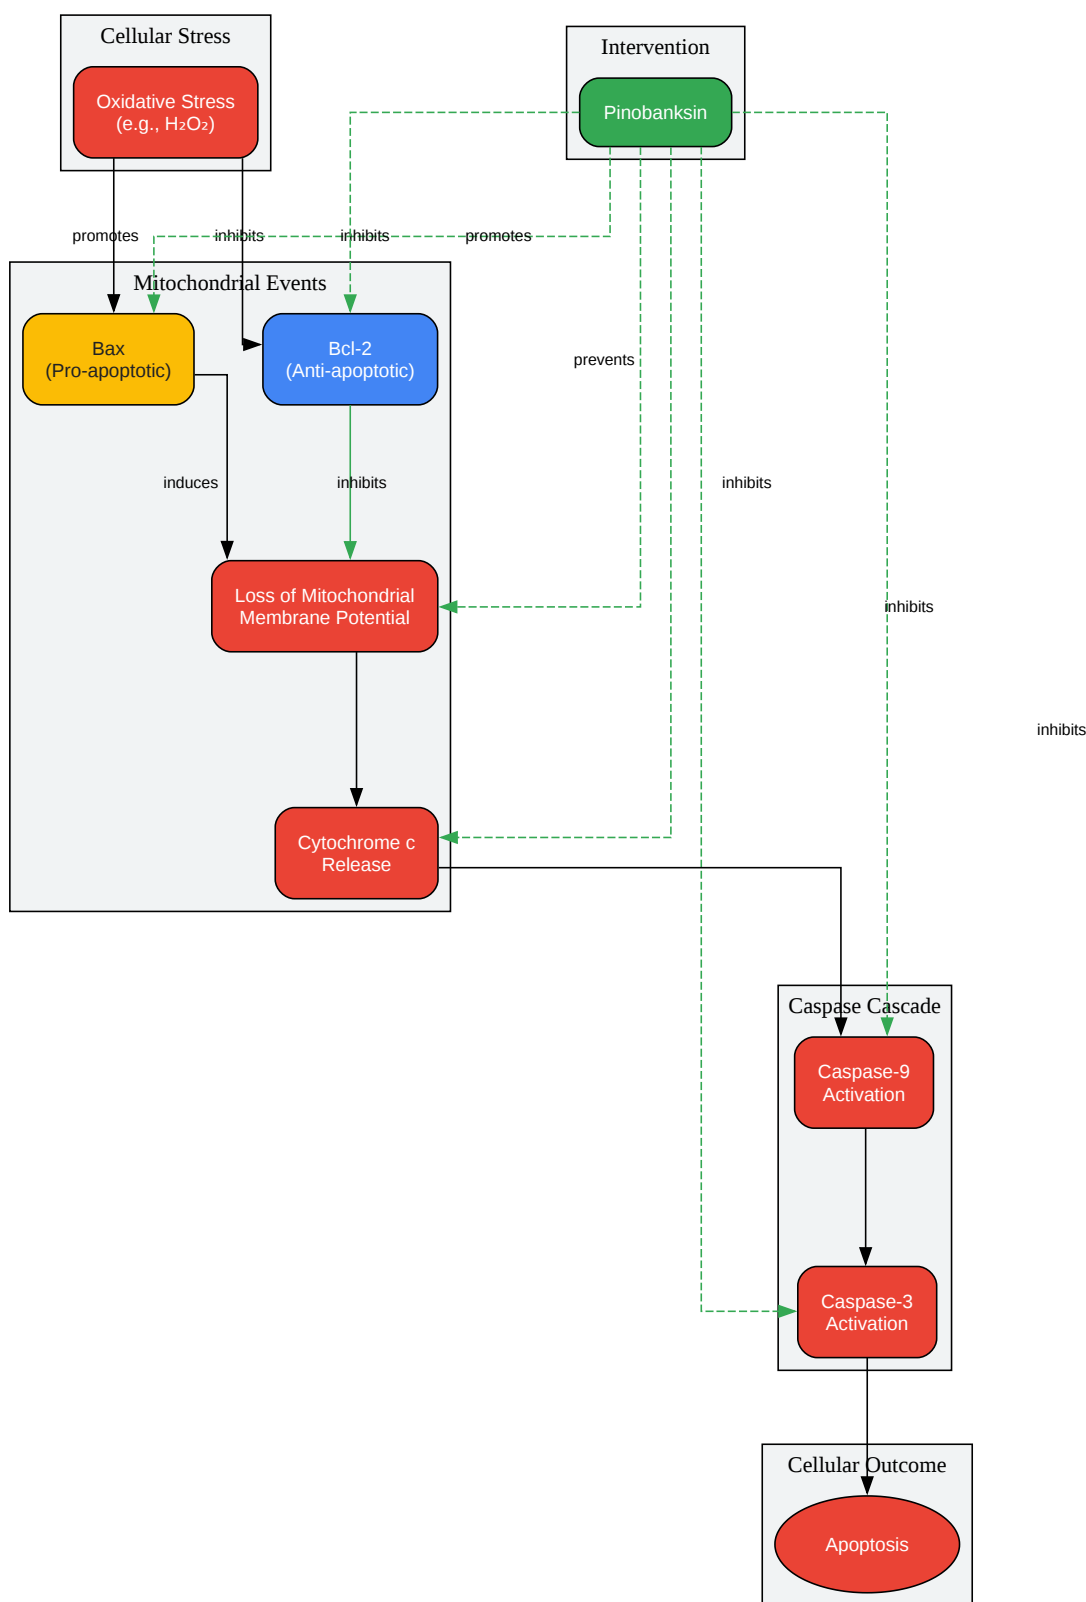 Cellular Stress
Oxidative Stress
(e.g., H₂O₂)
Intervention
Pinobanksin
promotes
inhibits
inhibits
promotes
Mitochondrial Events
Bax
(Pro-apoptotic)
Bcl-2
(Anti-apoptotic)
prevents
induces
inhibits
inhibits
Loss of Mitochondrial
Membrane Potential
inhibits
inhibits
Cytochrome c
Release
Caspase Cascade
Caspase-9
Activation
Caspase-3
Activation
Cellular Outcome
Apoptosis